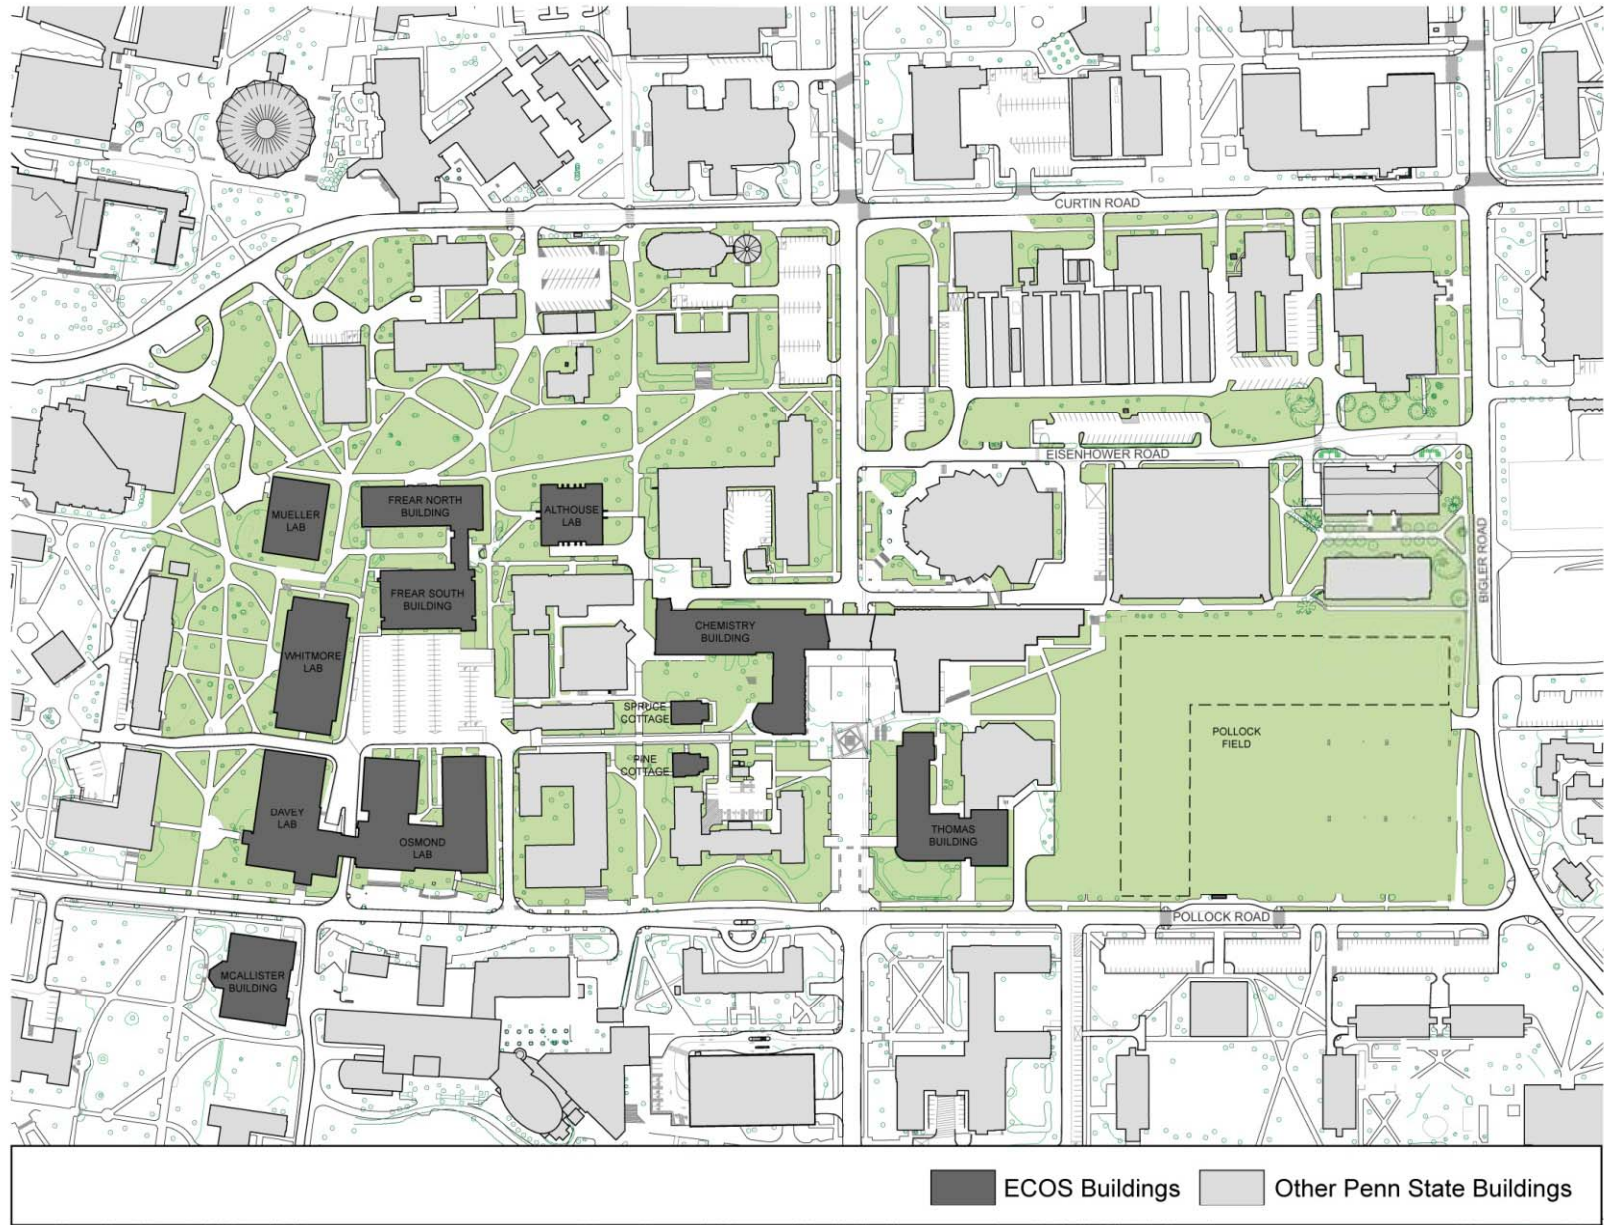 CURTIN ROAD
EISENHOWER ROAD
MUELLER
LAB
FREAR NORTH
BUILDING
ALTHOUSE
LAB
BIGLER ROAD
FREAR SOUTH
BUILDING
CHEMISTRY
BUILDING
WHITMORE
LAB
SPRUCE
COTTAGE
POLLOCK
FIELD
PINE
COTTAGE
DAVEY
LAB
OSMOND
LAB
THOMAS
BUILDING
POLLOCK ROAD
MCALLISTER
BUILDING
ECOS Buildings
Other Penn State Buildings